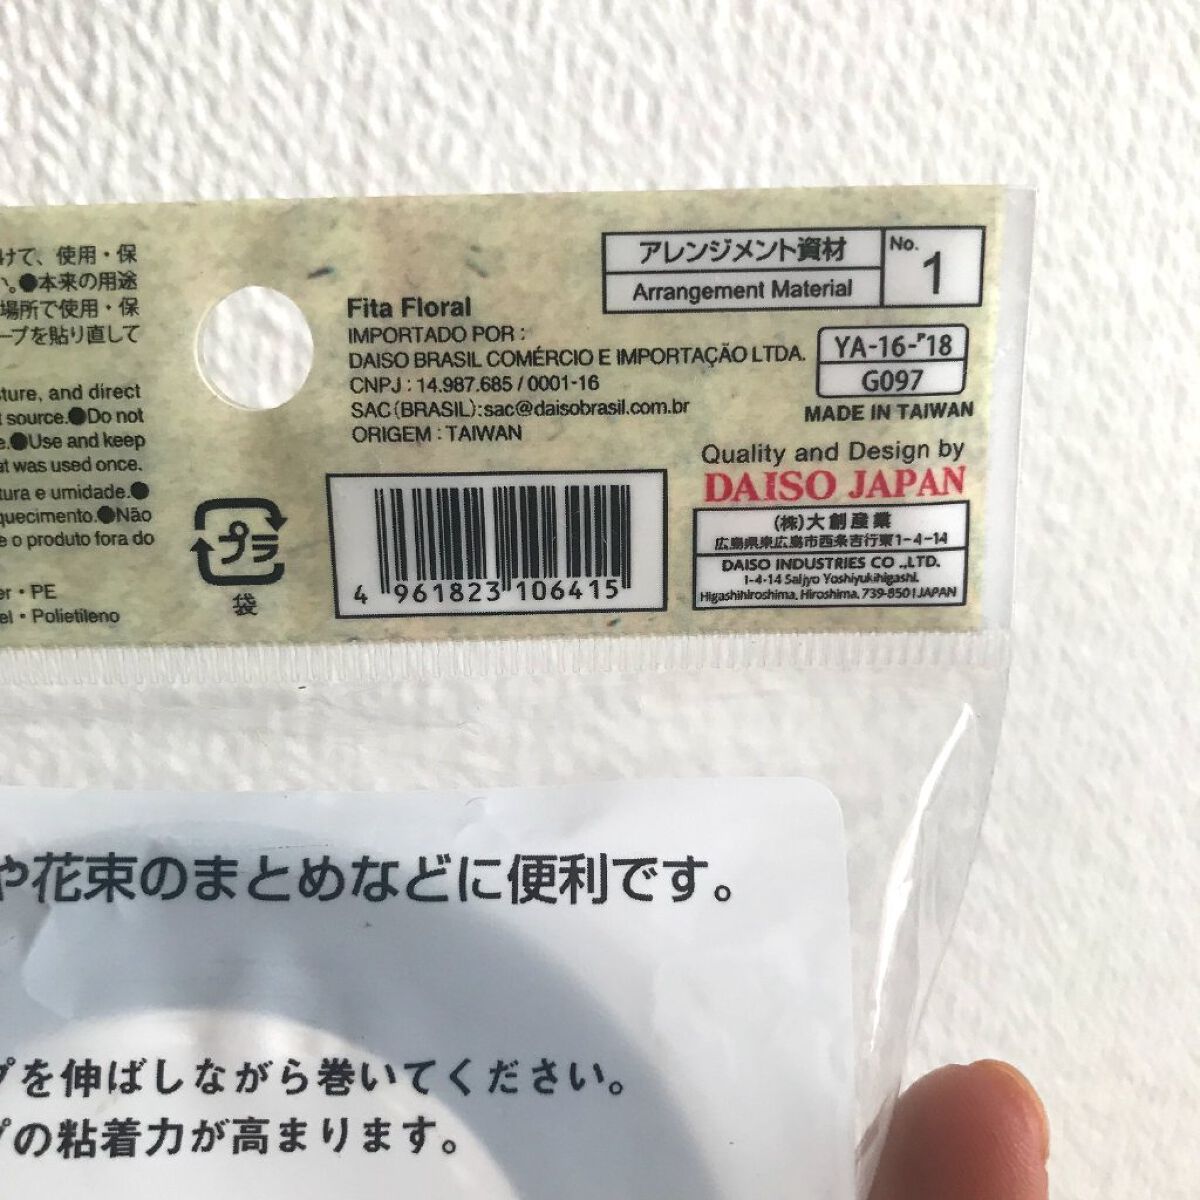 けて、使用・保
い。●本来の用途
場所で使用・保
ープを貼り直して
ture, and direct
t source.●Do not
e.●Use and keep
at was used once.
tura e umidade.●
quecimento.●Não
e o produto fora do
er・PE
el・Polietileno
プラ
袋
Fita Floral
IMPORTADO POR :
DAISO BRASIL COMÉRCIO E IMPORTAÇÃO LTDA.
CNPJ : 14.987.685 / 0001-16
SAC(BRASIL):sac@daisobrasil.com.br
ORIGEM : TAIWAN
4 961823 106415
アレンジメント資材
Arrangement Material
No. 1
YA-16-'18
G097
MADE IN TAIWAN
Quality and Design by
DAISO JAPAN
(株)大創産業
広島県東広島市西条吉行東1-4-14
DAISO INDUSTRIES CO .,LTD.
1-4-14 Saijyo Yoshiyukihigashi,
Higashihiroshima, Hiroshima, 739-8501 JAPAN
や花束のまとめなどに便利です。
プを伸ばしながら巻いてください。
プの粘着力が高まります。